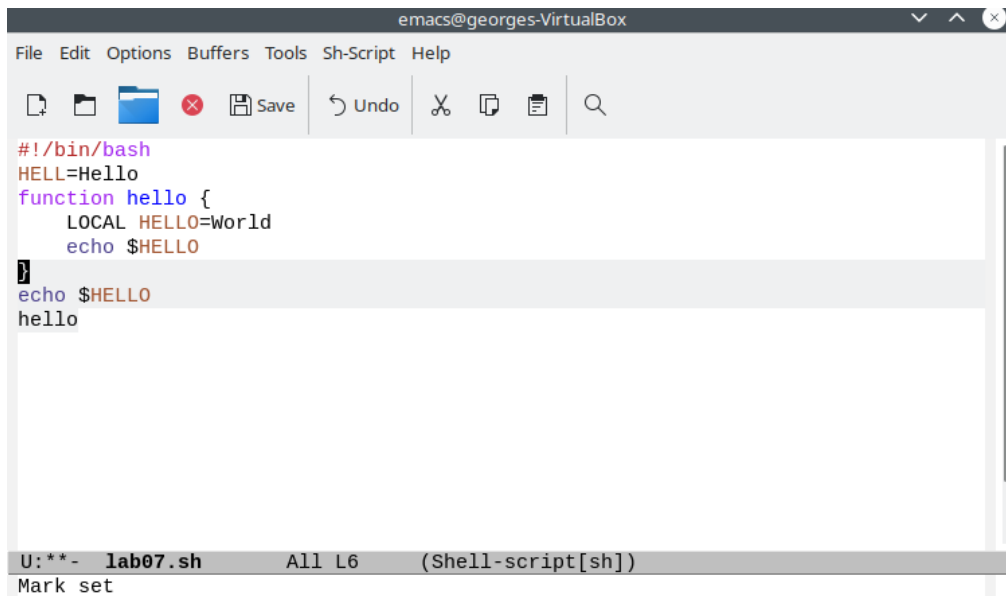 emacs@georges-VirtualBox
File Edit Options Buffers Tools Sh-Script Help
Save Undo
#!/bin/bash
HELL=Hello
function hello {
    LOCAL HELLO=World
    echo $HELLO
}
echo $HELLO
hello
U:**- lab07.sh All L6 (Shell-script[sh])
Mark set